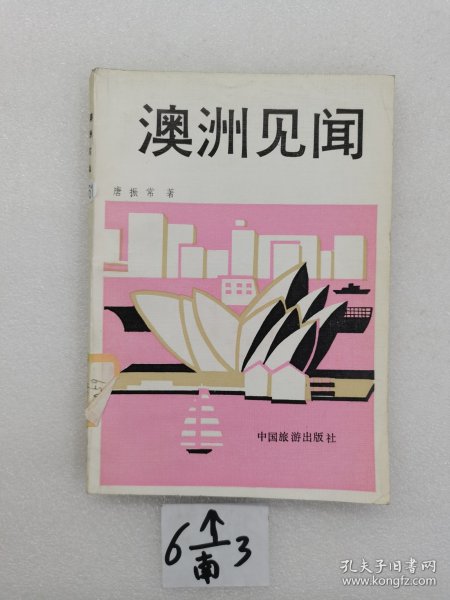 澳洲见闻
唐振常 著
中国旅游出版社
6 ↑ 3
南
孔夫子旧书网
www.kongfz.com